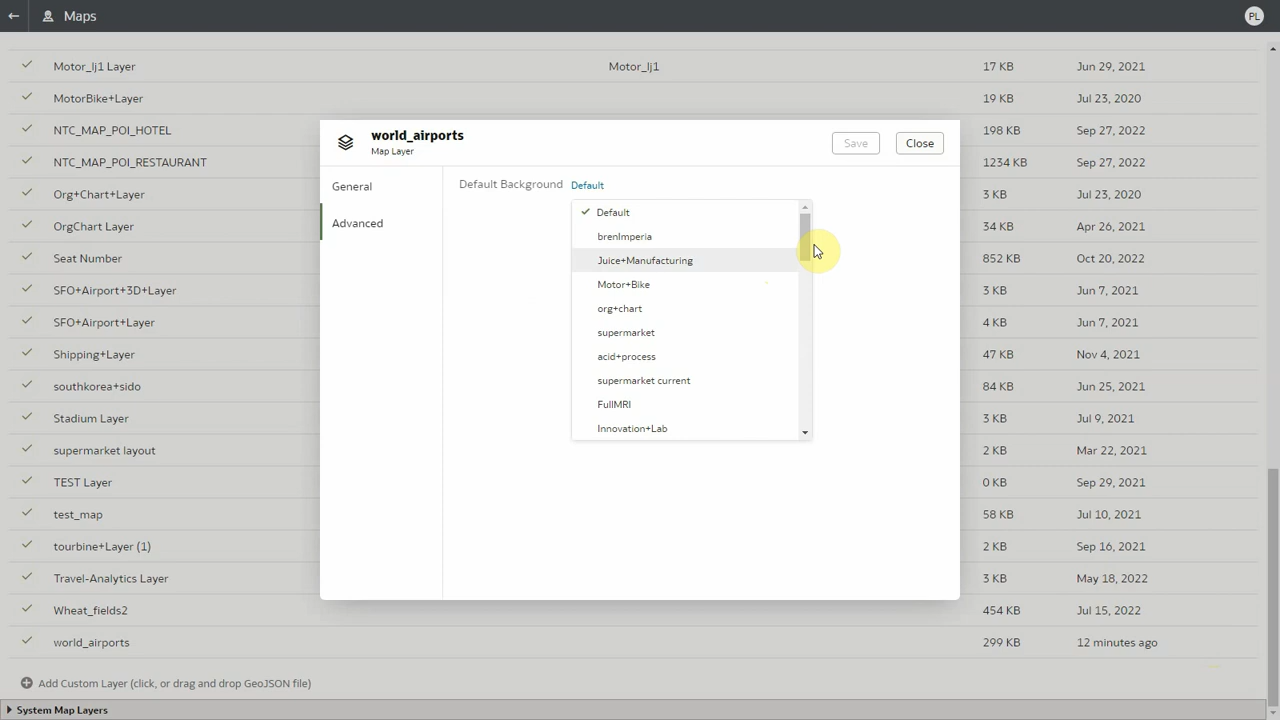 Maps
PL
Motor_lj1 Layer Motor_lj1 17 KB Jun 29, 2021
MotorBike+Layer 19 KB Jul 23, 2020
NTC_MAP_POI_HOTEL 198 KB Sep 27, 2022
NTC_MAP_POI_RESTAURANT 1234 KB Sep 27, 2022
Org+Chart+Layer 3 KB Jul 23, 2020
OrgChart Layer 34 KB Apr 26, 2021
Seat Number 852 KB Oct 20, 2022
SFO+Airport+3D+Layer 3 KB Jun 7, 2021
SFO+Airport+Layer 4 KB Jun 7, 2021
Shipping+Layer 47 KB Nov 4, 2021
southkorea+sido 84 KB Jun 25, 2021
Stadium Layer 3 KB Jul 9, 2021
supermarket layout 2 KB Mar 22, 2021
TEST Layer 0 KB Sep 29, 2021
test_map 58 KB Jul 10, 2021
tourbine+Layer (1) 2 KB Sep 16, 2021
Travel-Analytics Layer 3 KB May 18, 2022
Wheat_fields2 454 KB Jul 15, 2022
world_airports 299 KB 12 minutes ago
Add Custom Layer (click, or drag and drop GeoJSON file)
System Map Layers
world_airports
Map Layer
Save Close
General
Advanced
Default Background Default
Default
brenImperia
Juice+Manufacturing
Motor+Bike
org+chart
supermarket
acid+process
supermarket current
FullMRI
Innovation+Lab